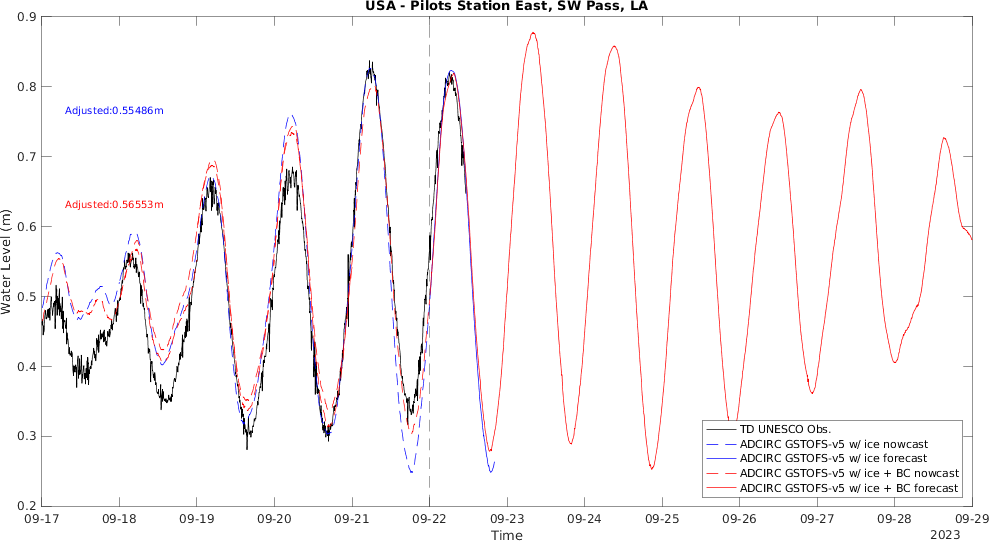 USA - Pilots Station East, SW Pass, LA
0.9
0.8
0.7
0.6
0.5
0.4
0.3
0.2
Water Level (m)
Adjusted:0.55486m
Adjusted:0.56553m
TD UNESCO Obs.
ADCIRC GSTOFS-v5 w/ ice nowcast
ADCIRC GSTOFS-v5 w/ ice forecast
ADCIRC GSTOFS-v5 w/ ice + BC nowcast
ADCIRC GSTOFS-v5 w/ ice + BC forecast
09-17 09-18 09-19 09-20 09-21 09-22 09-23 09-24 09-25 09-26 09-27 09-28 09-29
Time
2023